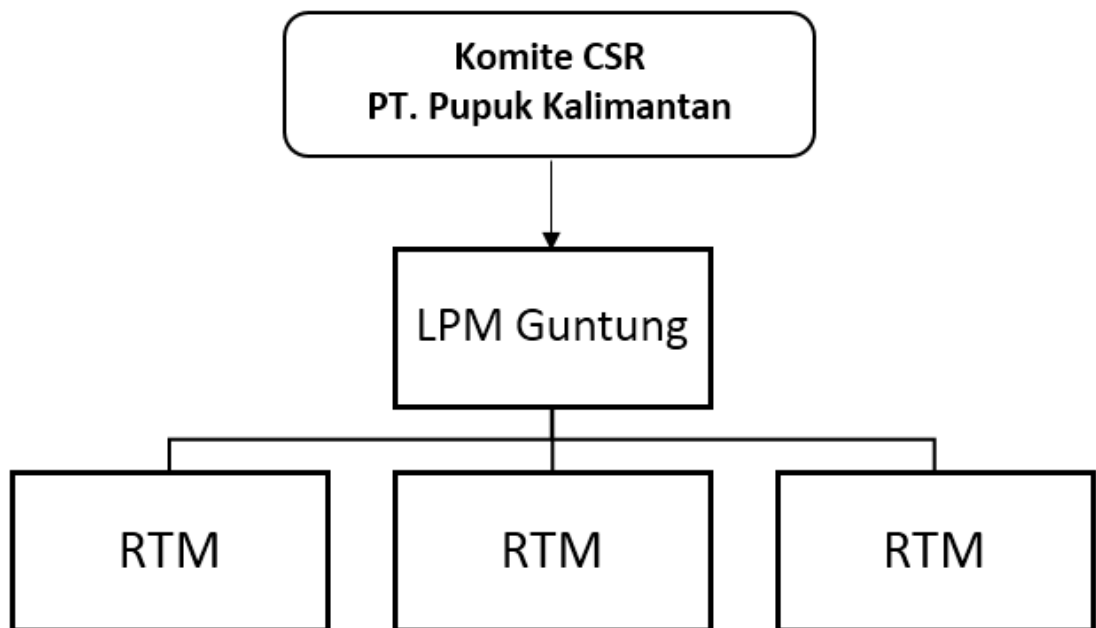 Komite CSR
PT. Pupuk Kalimantan
LPM Guntung
RTM
RTM
RTM